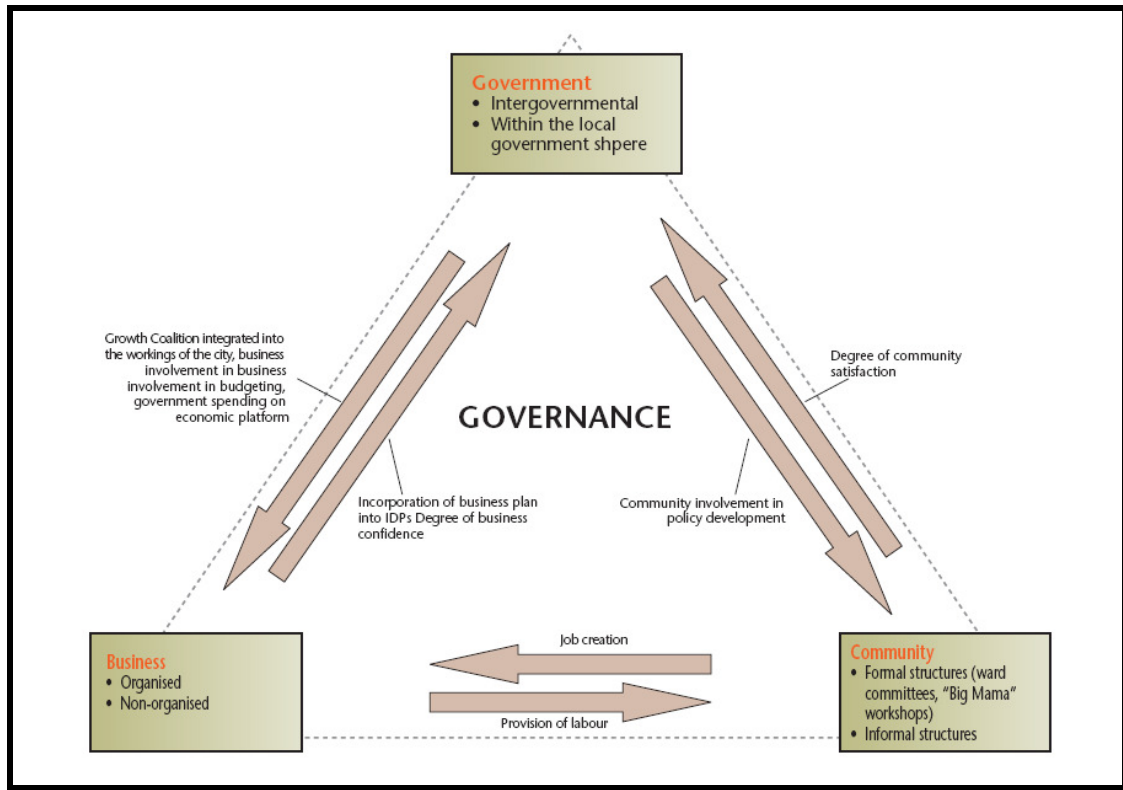 Government
• Intergovernmental
• Within the local
government shpere
Growth Coalition integrated into
the workings of the city, business
involvement in business
involvement in budgeting,
government spending on
economic platform
Degree of community
satisfaction
GOVERNANCE
Incorporation of business plan
into IDPs Degree of business
confidence
Community involvement in
policy development
Business
• Organised
• Non-organised
Job creation
Provision of labour
Community
• Formal structures (ward
committees, “Big Mama”
workshops)
• Informal structures